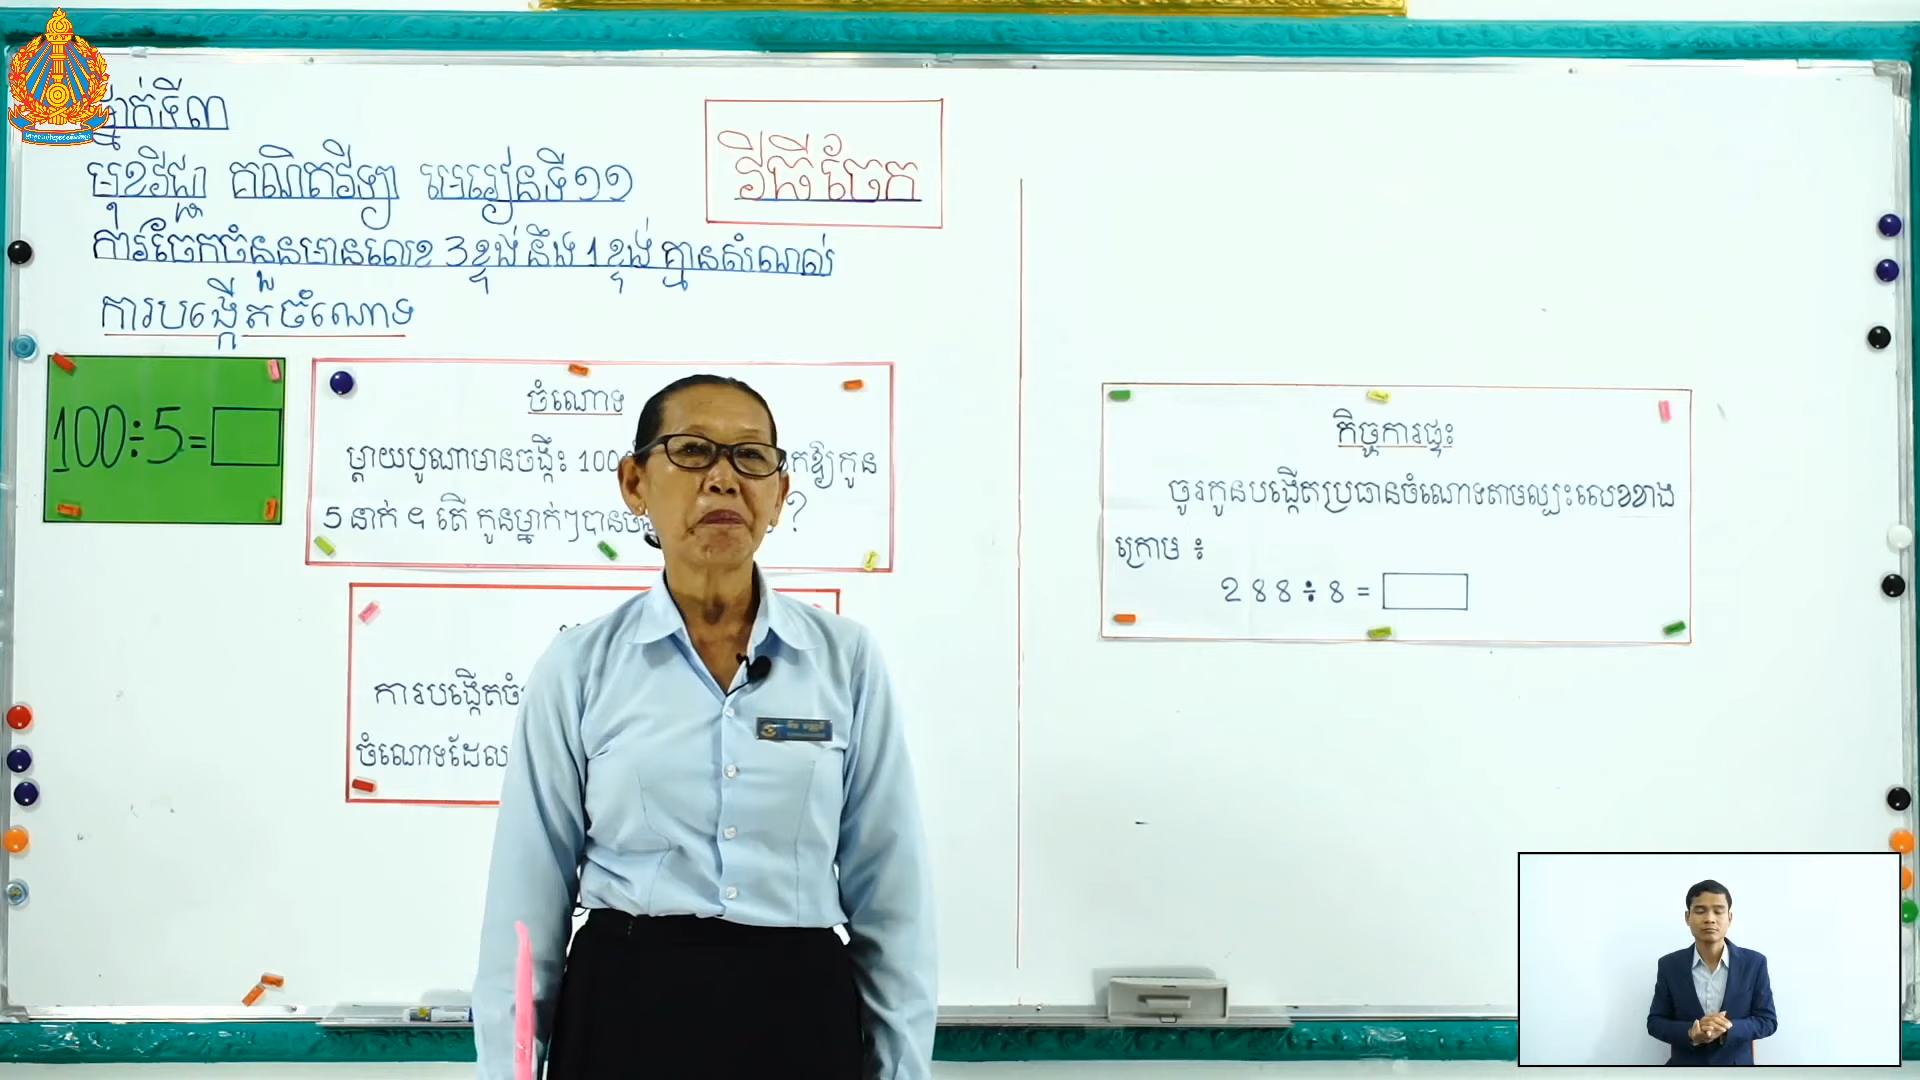 ថ្នាក់ទី៣
មុខវិជ្ជា គណិតវិទ្យា មេរៀនទី១១
វិធីចែក
ការចែកចំនួនមានលេខ 3 ខ្ទង់ នឹង 1 ខ្ទង់ គ្មានសំណល់
ការបង្កើតចំណោទ
100÷5=
ចំណោទ
ម្តាយបូណាមានចង្កឹះ 100 ឱ្យកូន
5 នាក់ ។ តើ កូនម្នាក់ៗបាន ?
ការបង្កើតចំ
ចំណោទដែល
កិច្ចការផ្ទះ
ចូរកូនបង្កើតប្រធានចំណោទតាមល្បះលេខខាង
ក្រោម ៖
288÷8=